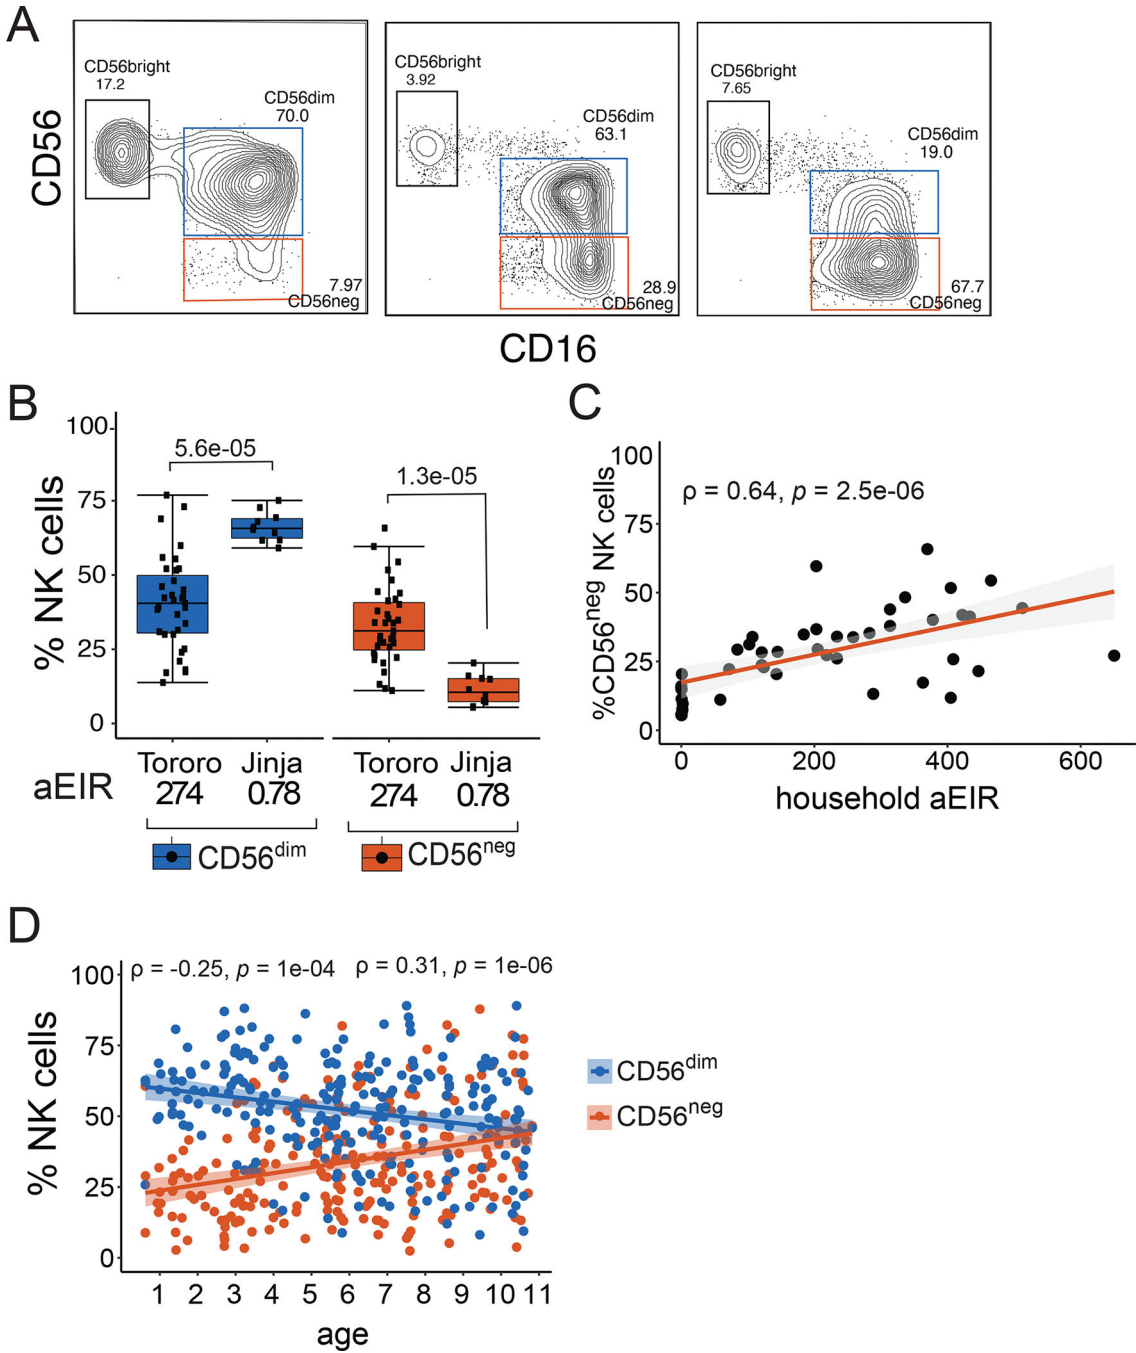 A
CD56
CD56bright
17.2
CD56dim
70.0
7.97
CD56neg
CD56bright
3.92
CD56dim
63.1
28.9
CD56neg
CD56bright
7.65
CD56dim
19.0
67.7
CD56neg
CD16
B
% NK cells
100
75
50
25
0
5.6e-05
1.3e-05
Tororo Jinja Tororo Jinja
aEIR 274 0.78 274 0.78
CD56dim CD56neg
C
%CD56neg NK cells
100
75
50
25
0
ρ = 0.64, p = 2.5e-06
0 200 400 600
household aEIR
D
% NK cells
100
75
50
25
0
ρ = -0.25, p = 1e-04 ρ = 0.31, p = 1e-06
1 2 3 4 5 6 7 8 9 10 11
age
CD56dim
CD56neg